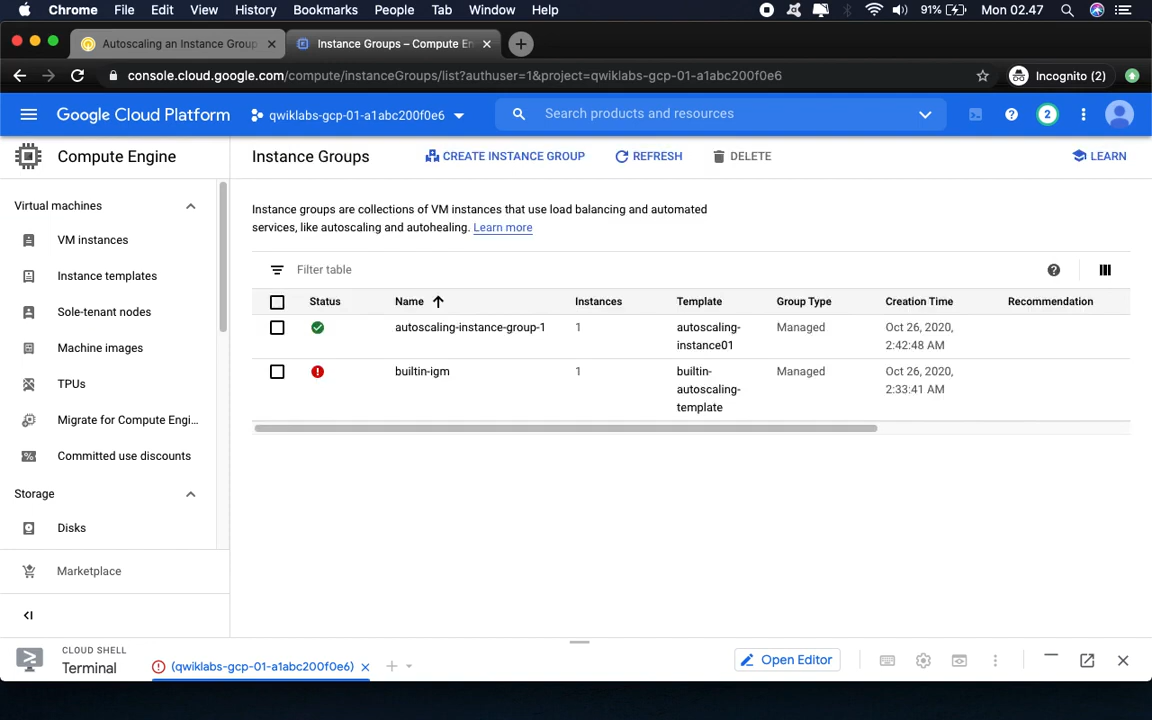 Chrome File Edit View History Bookmarks People Tab Window Help 91% Mon 02.47
Autoscaling an Instance Group
Instance Groups – Compute En
console.cloud.google.com/compute/instanceGroups/list?authuser=1&project=qwiklabs-gcp-01-a1abc200f0e6
Incognito (2)
Google Cloud Platform
qwiklabs-gcp-01-a1abc200f0e6
Search products and resources
2
Compute Engine
Instance Groups
CREATE INSTANCE GROUP
REFRESH
DELETE
LEARN
Virtual machines
VM instances
Instance templates
Sole-tenant nodes
Machine images
TPUs
Migrate for Compute Engi...
Committed use discounts
Storage
Disks
Marketplace
Instance groups are collections of VM instances that use load balancing and automated
services, like autoscaling and autohealing. Learn more
Filter table
Status Name Instances Template Group Type Creation Time Recommendation
autoscaling-instance-group-1 1 autoscaling- Managed Oct 26, 2020,
instance01 2:42:48 AM
builtin-igm 1 builtin- Managed Oct 26, 2020,
autoscaling- 2:33:41 AM
template
CLOUD SHELL
Terminal
(qwiklabs-gcp-01-a1abc200f0e6)
Open Editor